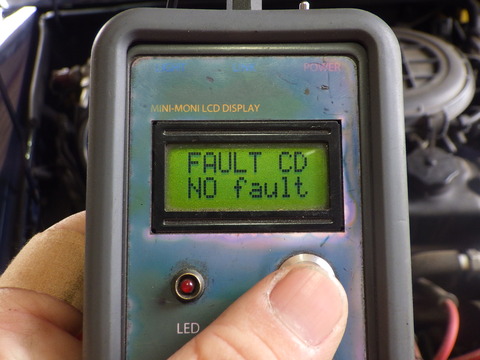 POWER
MINI-MONI LCD DISPLAY
FAULT CD
NO fault
LED